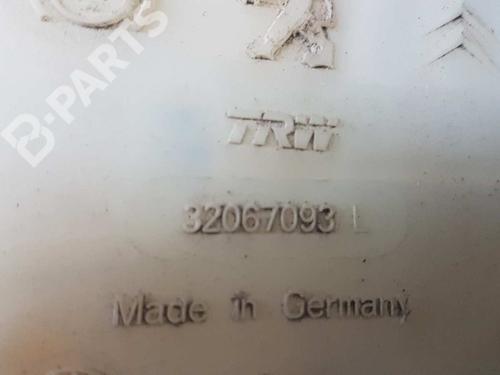 B-PARTS
TRW
32067093 L
Made in Germany